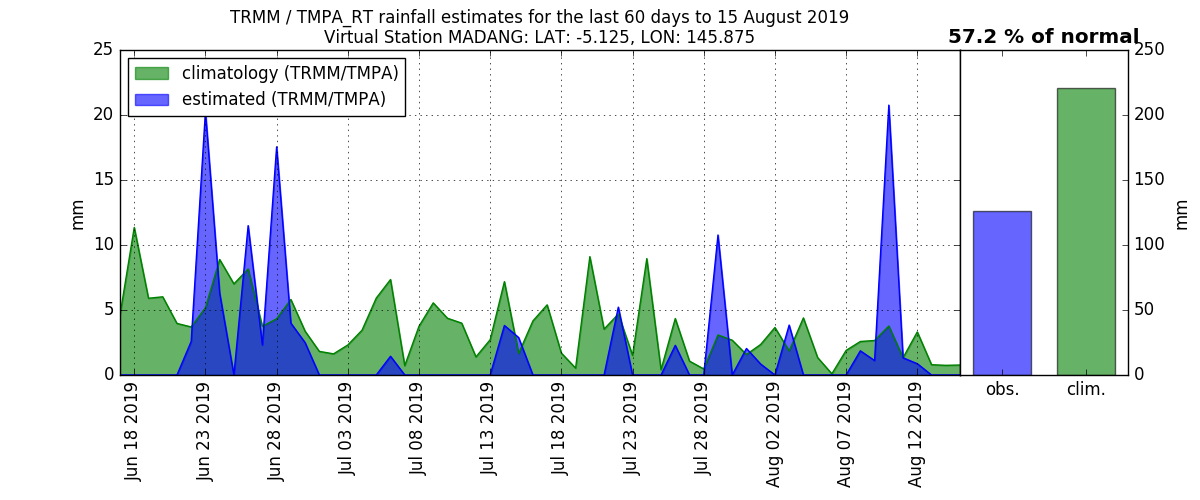 TRMM / TMPA_RT rainfall estimates for the last 60 days to 15 August 2019
Virtual Station MADANG: LAT: -5.125, LON: 145.875
57.2 % of normal
climatology (TRMM/TMPA)
estimated (TRMM/TMPA)
25
20
15
10
5
0
mm
250
200
150
100
50
0
mm
Jun 18 2019
Jun 23 2019
Jun 28 2019
Jul 03 2019
Jul 08 2019
Jul 13 2019
Jul 18 2019
Jul 23 2019
Jul 28 2019
Aug 02 2019
Aug 07 2019
Aug 12 2019
obs.
clim.